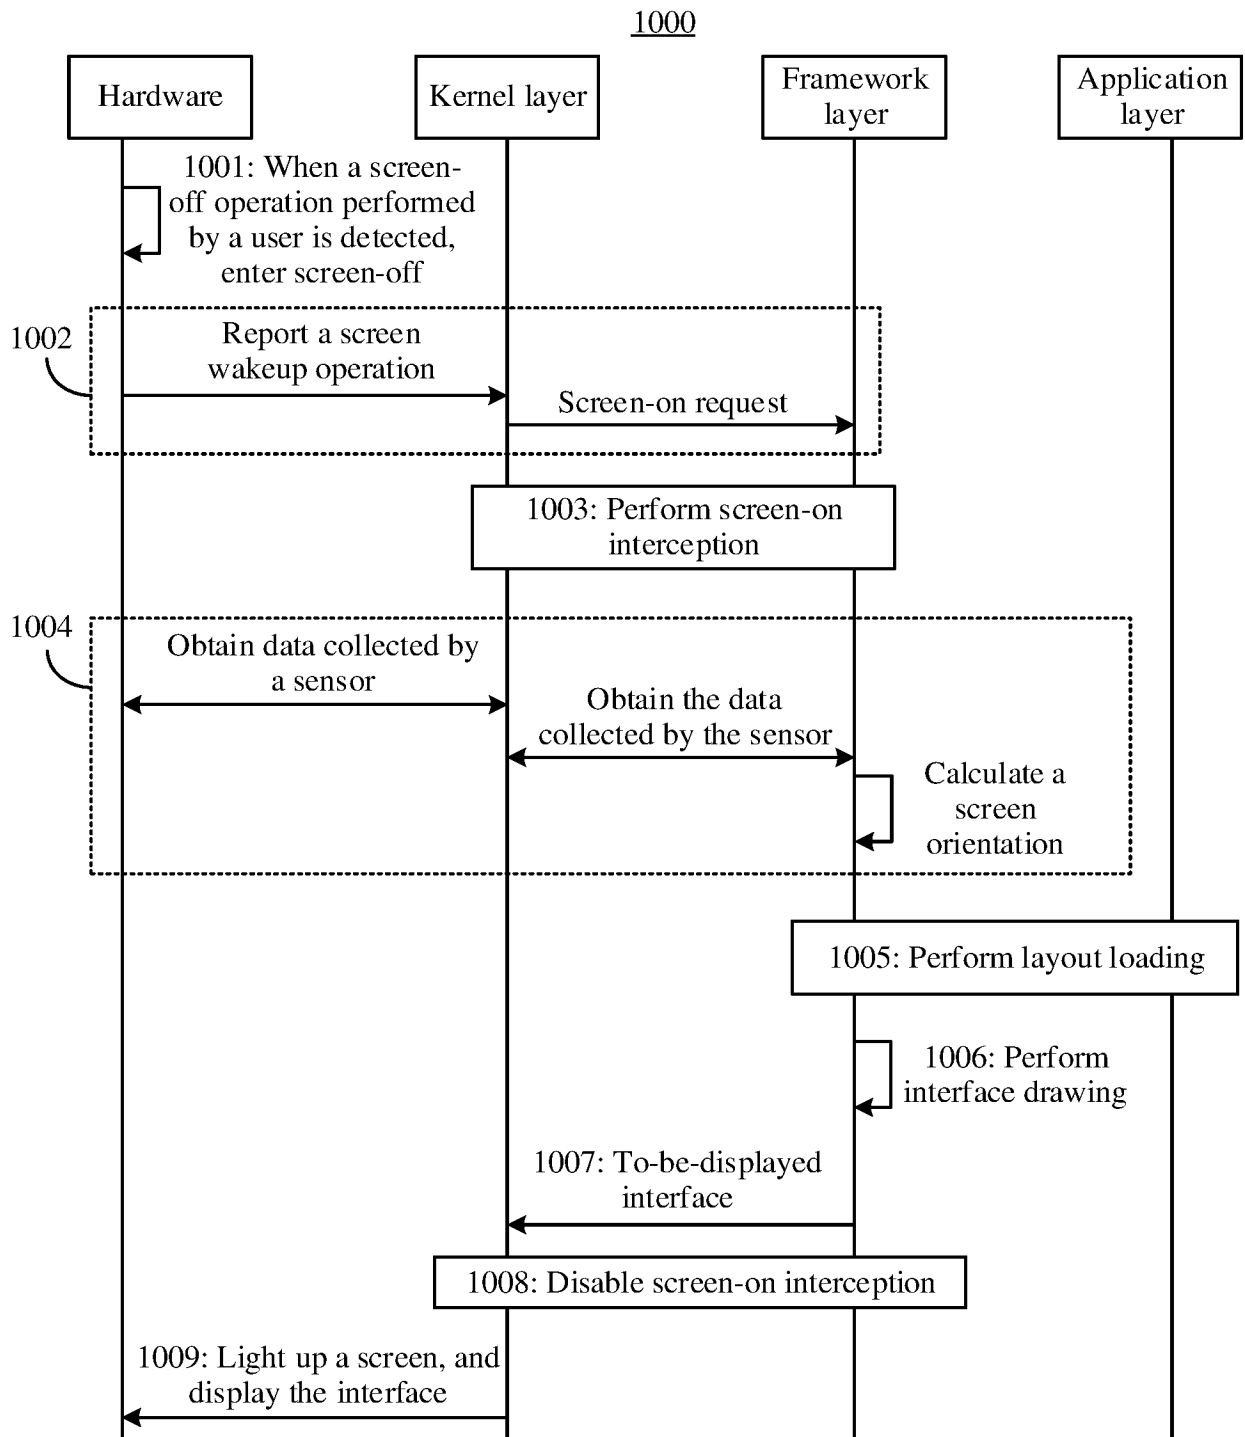 1000
Hardware
Kernel layer
Framework
layer
Application
layer
1001: When a screen-
off operation performed
by a user is detected,
enter screen-off
1002
Report a screen
wakeup operation
Screen-on request
1003: Perform screen-on
interception
1004
Obtain data collected by
a sensor
Obtain the data
collected by the sensor
Calculate a
screen
orientation
1005: Perform layout loading
1006: Perform
interface drawing
1007: To-be-displayed
interface
1008: Disable screen-on interception
1009: Light up a screen, and
display the interface